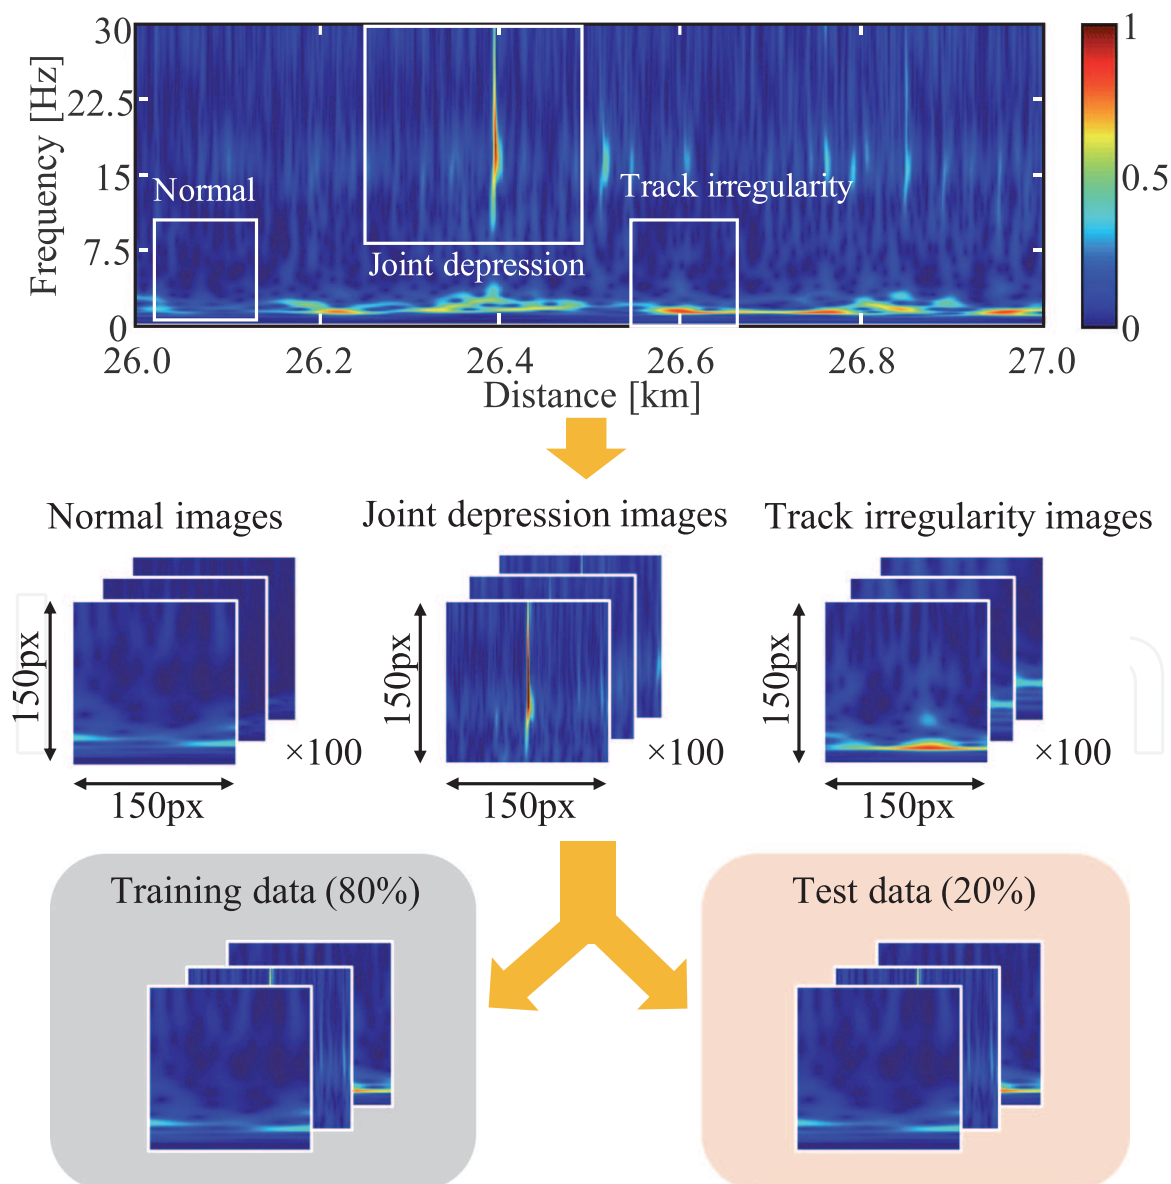 30
22.5
15
7.5
0
Frequency [Hz]
Normal
Joint depression
Track irregularity
1
0.5
0
26.0 26.2 26.4 26.6 26.8 27.0
Distance [km]
Normal images
Joint depression images
Track irregularity images
150px
×100
150px
150px
×100
150px
150px
×100
150px
Training data (80%)
Test data (20%)